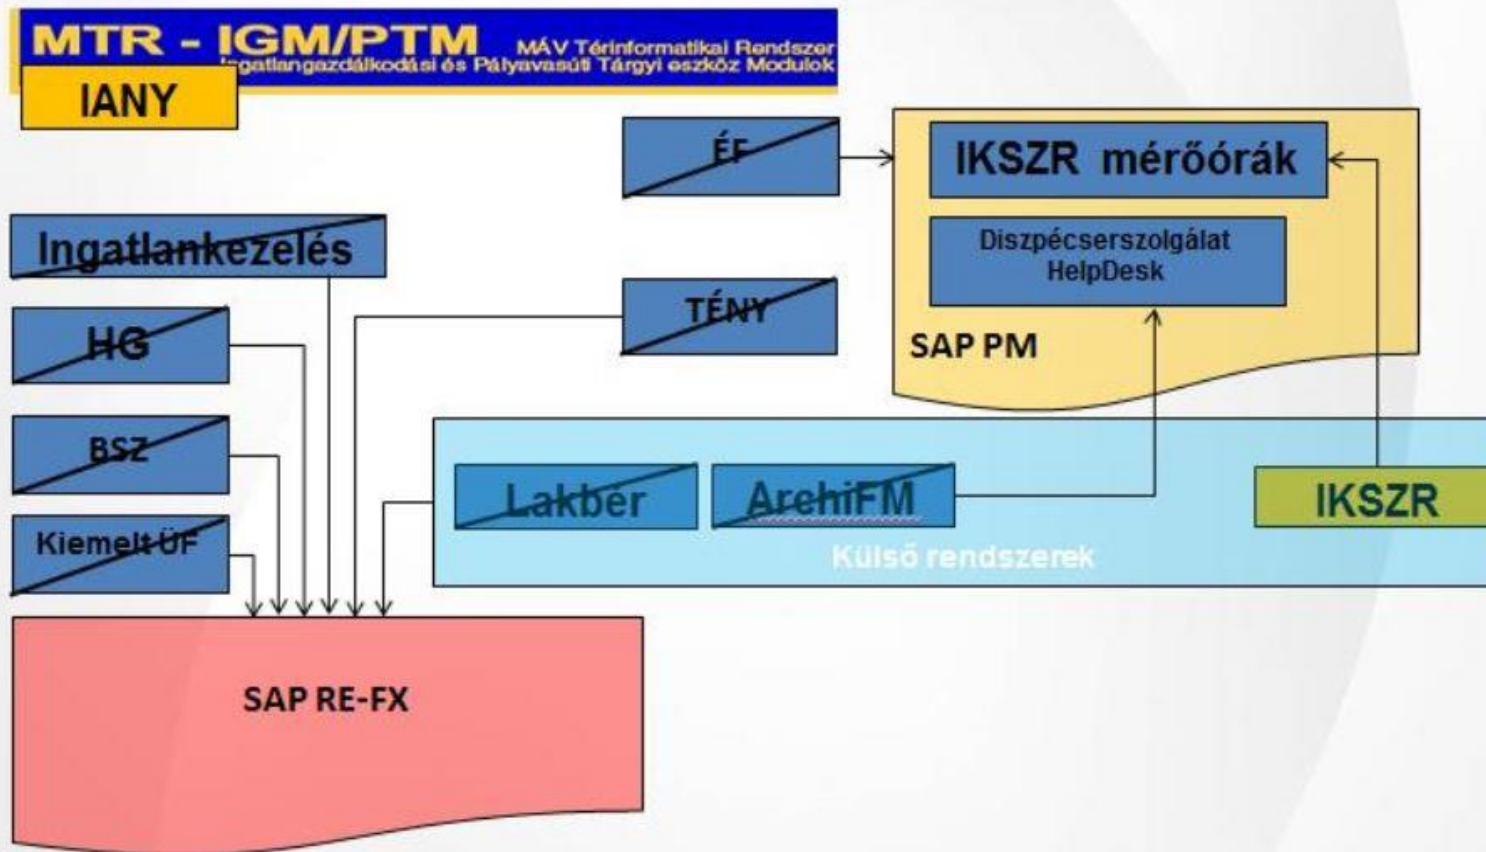 MTR - IGM/PTM MÁV Térinformatikai Rendszer
Ingatlangazdálkodási és Pályavasúti Tárgyi eszköz Modulok
IANY
ÉF
IKSZR mérőórák
Diszpécserszolgálat
HelpDesk
SAP PM
Ingatlankezelés
HG
TÉNY
BSZ
Kiemelt ÜF
Lakbér
ArchiFM
IKSZR
Külső rendszerek
SAP RE-FX